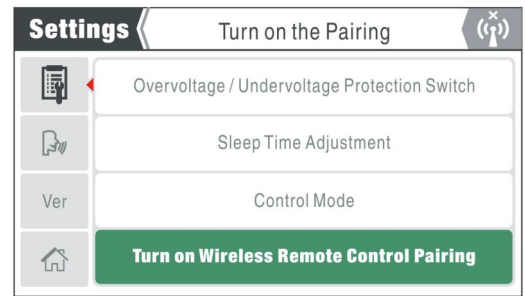 Settings
Turn on the Pairing
Overvoltage / Undervoltage Protection Switch
Sleep Time Adjustment
Ver
Control Mode
Turn on Wireless Remote Control Pairing